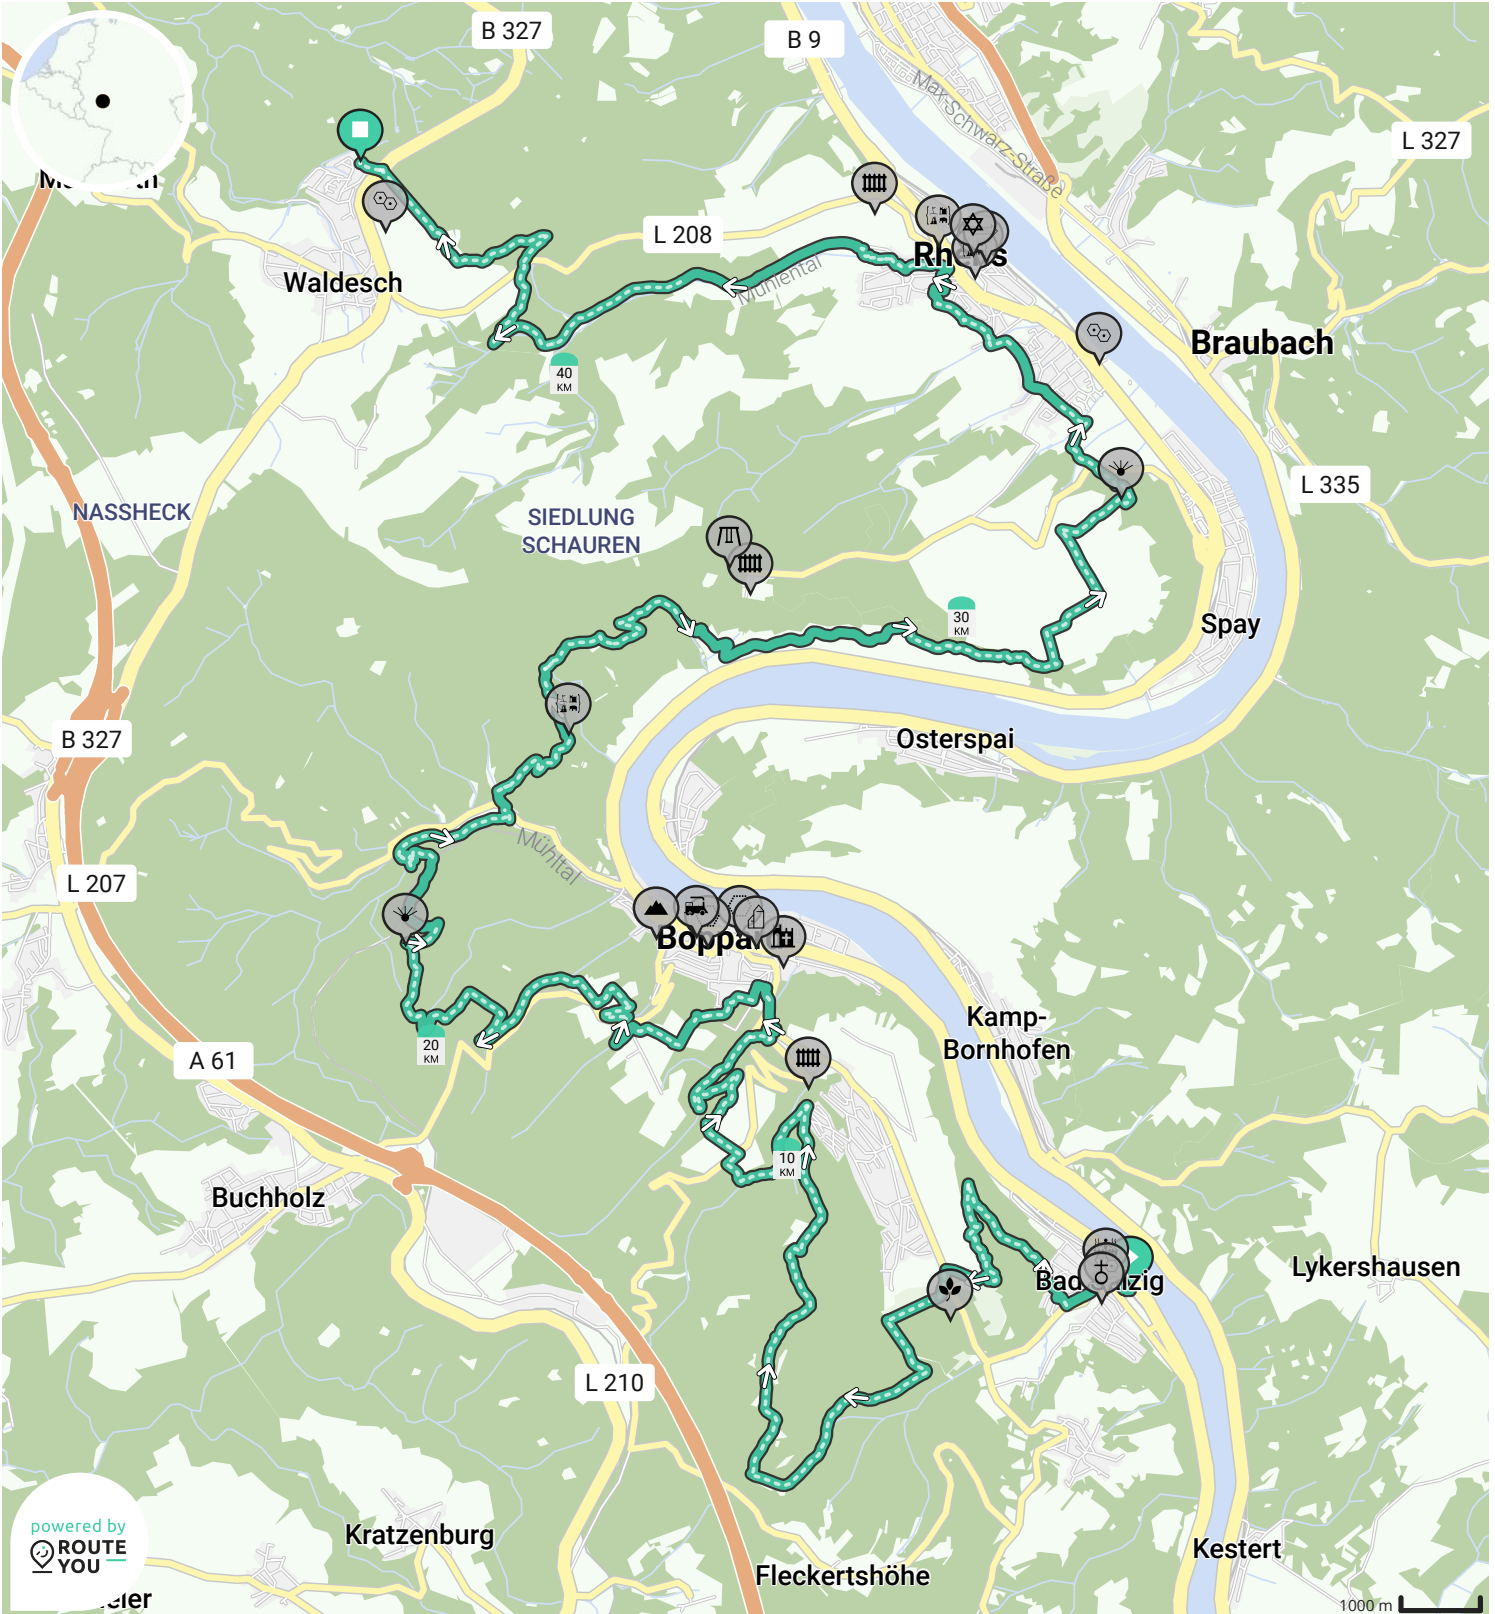 B 327
B 9
Max-Schwarz-Straße
L 327
L 208
Waldesch
Mühlental
Braubach
40
KM
L 335
NASSHECK
SIEDLUNG
SCHAUREN
30
KM
Spay
B 327
Osterspai
Mühltal
L 207
Kamp-
Bornhofen
20
KM
A 61
10
KM
Buchholz
Lykershausen
L 210
powered by
ROUTE
YOU
Kratzenburg
Kestert
Fleckertshöhe
1000 m